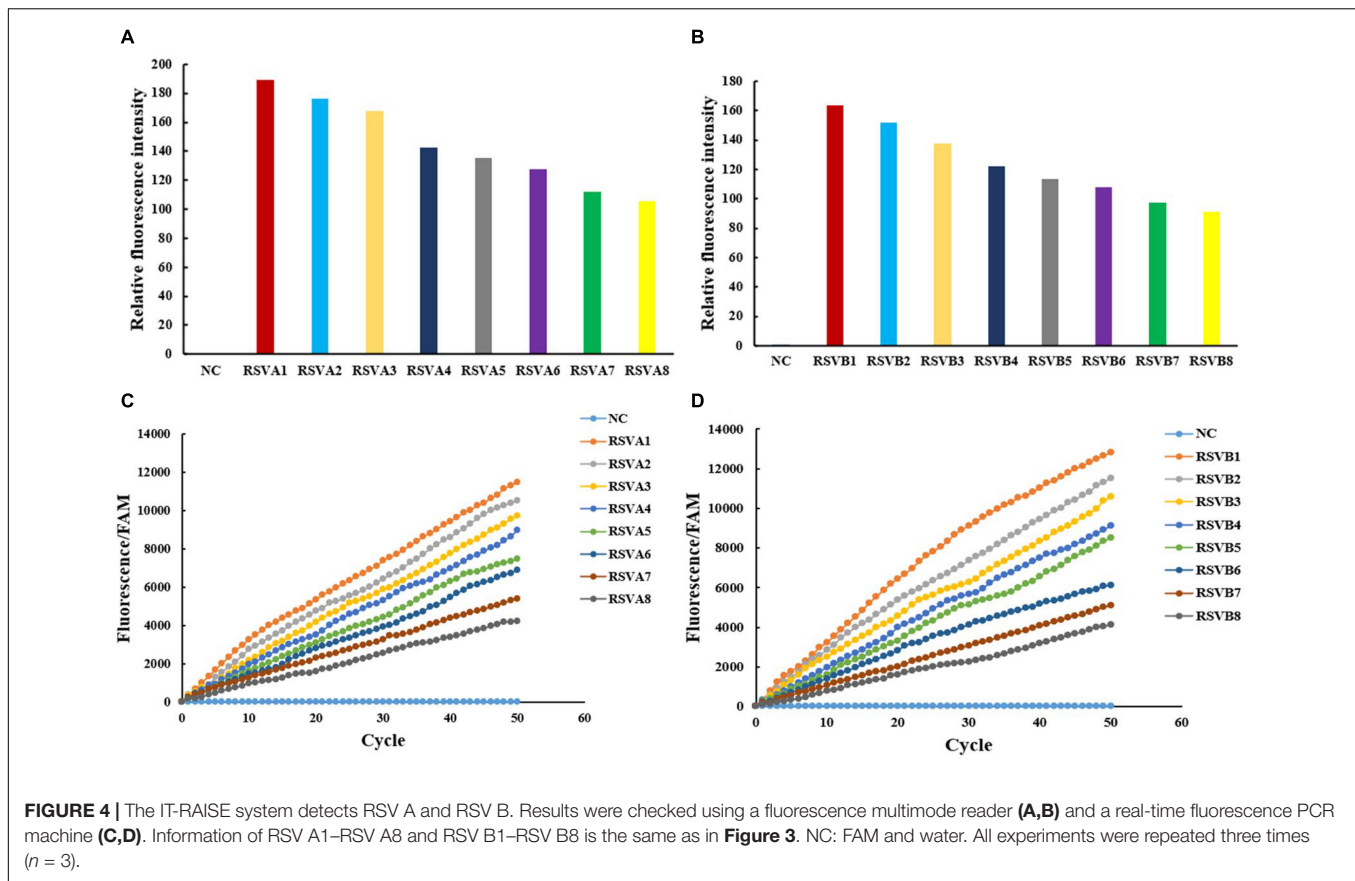 A
200
180
160
140
120
100
80
60
40
20
0
Relative fluorescence intensity
NC RSVA1 RSVA2 RSVA3 RSVA4 RSVA5 RSVA6 RSVA7 RSVA8
B
180
160
140
120
100
80
60
40
20
0
Relative fluorescence intensity
NC RSVB1 RSVB2 RSVB3 RSVB4 RSVB5 RSVB6 RSVB7 RSVB8
C
14000
12000
10000
8000
6000
4000
2000
0
Fluorescence/FAM
0 10 20 30 40 50 60
Cycle
NC
RSVA1
RSVA2
RSVA3
RSVA4
RSVA5
RSVA6
RSVA7
RSVA8
D
14000
12000
10000
8000
6000
4000
2000
0
Fluorescence/FAM
0 10 20 30 40 50 60
Cycle
NC
RSVB1
RSVB2
RSVB3
RSVB4
RSVB5
RSVB6
RSVB7
RSVB8
FIGURE 4 | The IT-RAISE system detects RSV A and RSV B. Results were checked using a fluorescence multimode reader (A,B) and a real-time fluorescence PCR
machine (C,D). Information of RSV A1–RSV A8 and RSV B1–RSV B8 is the same as in Figure 3. NC: FAM and water. All experiments were repeated three times
(n = 3).